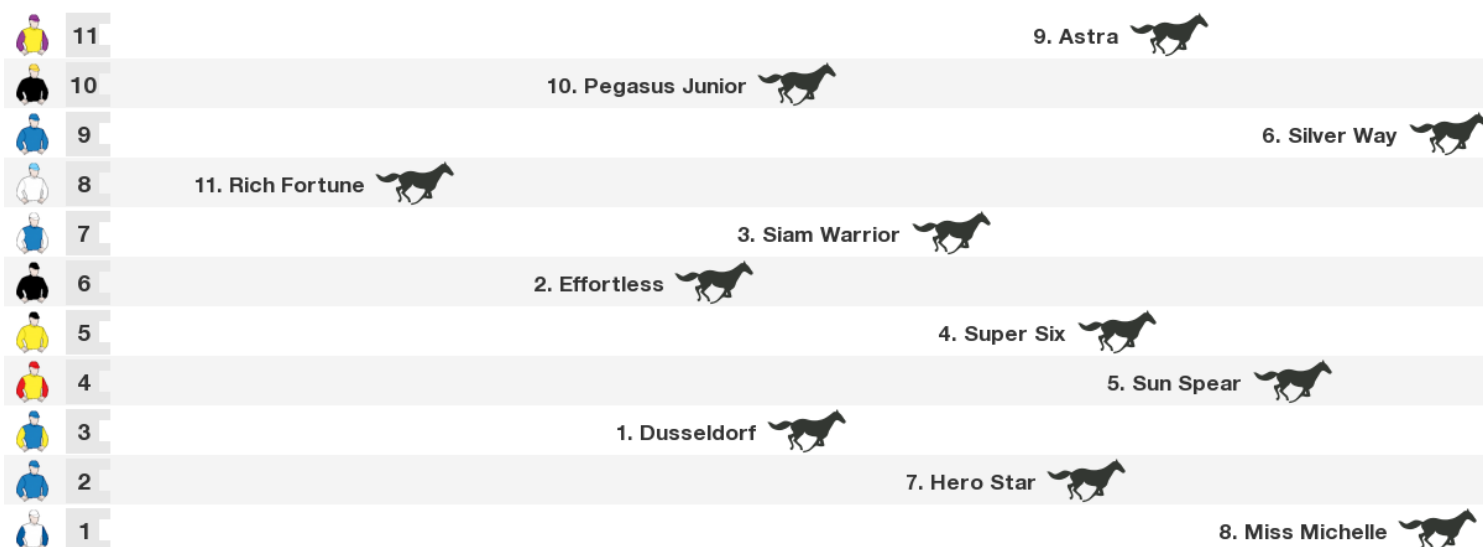 11 9. Astra
10 10. Pegasus Junior
9 6. Silver Way
8 11. Rich Fortune
7 3. Siam Warrior
6 2. Effortless
5 4. Super Six
4 5. Sun Spear
3 1. Dusseldorf
2 7. Hero Star
1 8. Miss Michelle